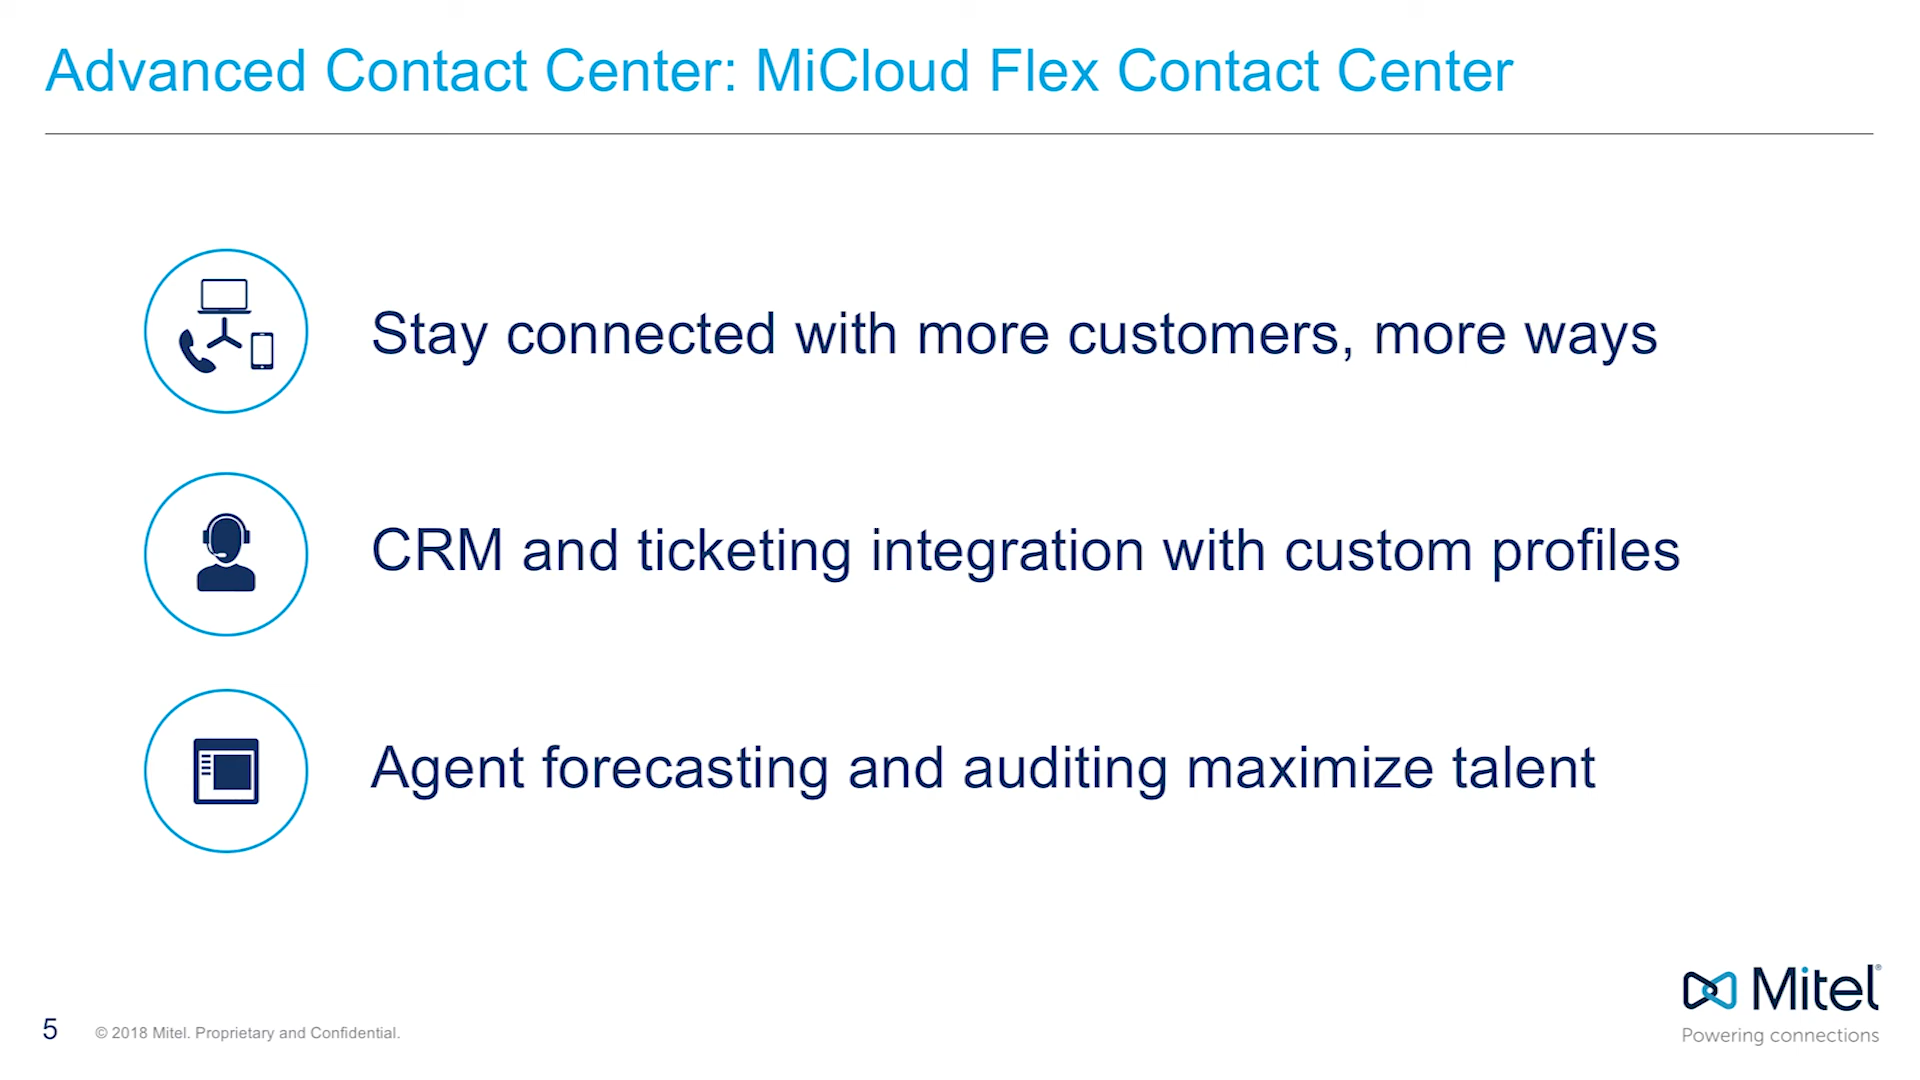 Advanced Contact Center: MiCloud Flex Contact Center
Stay connected with more customers, more ways
CRM and ticketing integration with custom profiles
Agent forecasting and auditing maximize talent
Mitel®
Powering connections
5 © 2018 Mitel. Proprietary and Confidential.